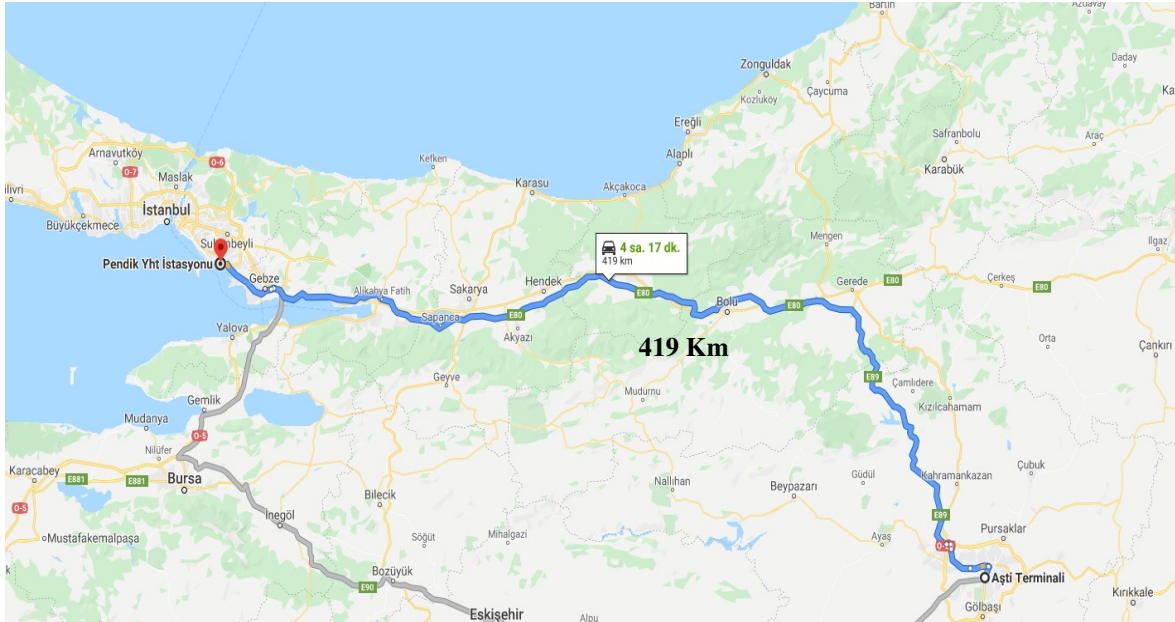 Bartın
Azdavay
Daday
Zonguldak
Kozluköy
Çaycuma
Ereğli
Safranbolu
Araç
Arnavutköy
O-6
O-7
Maslak
Kefken
Alaplı
Karabük
Karasu
Akçakoca
İstanbul
Büyükçekmece
Mengen
Ilgaz
4 sa. 17 dk.
419 km
Pendik Yht İstasyonu
Gebze
Alikahya Fatih
Sakarya
Hendek
E80
Gerede
E80
Çerkeş
E80
Bolu
E80
Sapanca
E80
Akyazı
Yalova
419 Km
Orta
Çankırı
Geyve
Mudurnu
E89
Çamlıdere
Kızılcahamam
Gemlik
Mudanya
O-5
Nilüfer
Karacabey
E881
E881
Bursa
O-5
Güdül
Kahramankazan
Çubuk
Nallıhan
Beypazarı
Bilecik
İnegöl
E89
Pursaklar
Mustafakemalpaşa
Söğüt
Mihalgazi
Ayaş
E90
Bozüyük
Aşti Terminali
Kırıkkale
Eskişehir
Alpu
Gölbaşı